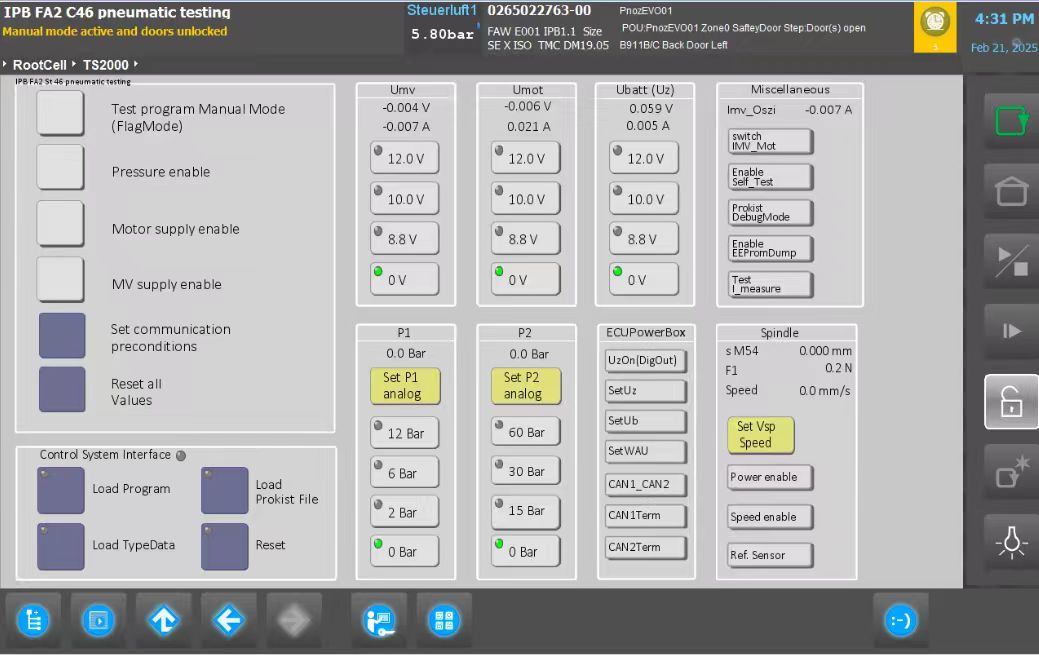 IPB FA2 C46 pneumatic testing
Manual mode active and doors unlocked
Steuerluft1
5.80bar
0265022763-00
FAW E001 IPB1.1 Size
SE X ISO TMC DM19.05
PnozEVO01
POU:PnozEVO01 Zone0 SafteyDoor Step:Door(s) open
B911B/C Back Door Left
5
4:31 PM
Feb 21, 2025
RootCell
TS2000
IPB FA2 St 46 pneumatic testing
Test program Manual Mode
(FlagMode)
Pressure enable
Motor supply enable
MV supply enable
Set communication
preconditions
Reset all
Values
Control System Interface
Load Program
Load
Prokist File
Load TypeData
Reset
Umv
-0.004 V
-0.007 A
12.0 V
10.0 V
8.8 V
0 V
Umot
-0.006 V
0.021 A
12.0 V
10.0 V
8.8 V
0 V
Ubatt (Uz)
0.059 V
0.005 A
12.0 V
10.0 V
8.8 V
0 V
Miscellaneous
Imv_Oszi -0.007 A
switch
IMV_Mot
Enable
Self_Test
Prokist
DebugMode
Enable
EEPromDump
Test
I_measure
P1
0.0 Bar
Set P1
analog
12 Bar
6 Bar
2 Bar
0 Bar
P2
0.0 Bar
Set P2
analog
60 Bar
30 Bar
15 Bar
0 Bar
ECUPowerBox
UzOn(DigOut)
SetUz
SetUb
SetWAU
CAN1_CAN2
CAN1Term
CAN2Term
Spindle
s M54 0.000 mm
F1 0.2 N
Speed 0.0 mm/s
Set Vsp
Speed
Power enable
Speed enable
Ref. Sensor
:-)